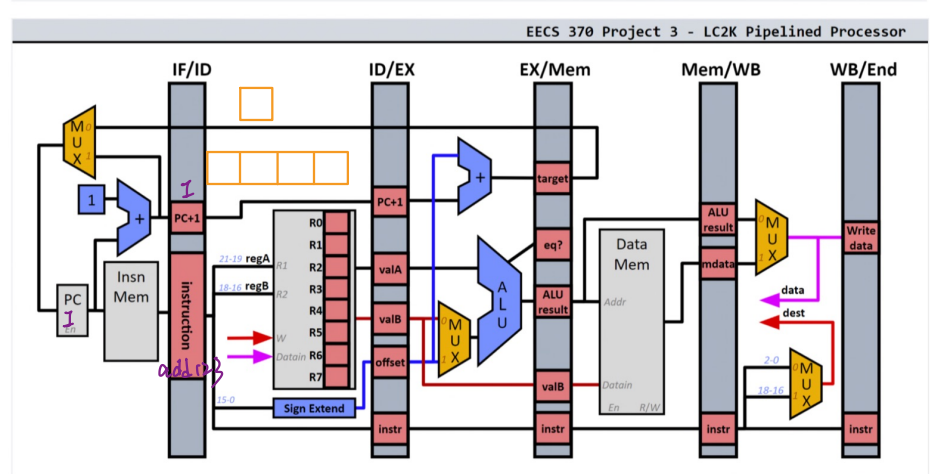 EECS 370 Project 3 - LC2K Pipelined Processor
IF/ID ID/EX EX/Mem Mem/WB WB/End
MUX 0 1
1
+
PC
I
En
Insn Mem
I
PC+1
instruction
21-19 regA
18-16 regB
15-0
R1
R2
W
Datain
R0
R1
R2
R3
R4
R5
R6
R7
Sign Extend
PC+1
valA
valB
offset
instr
+
MUX 0 1
ALU
target
eq?
ALU result
valB
instr
Data Mem
Addr
Datain
En R/W
ALU result
mdata
instr
MUX 0 1
data
dest
2-0
18-16
MUX 0 1
Write data
instr